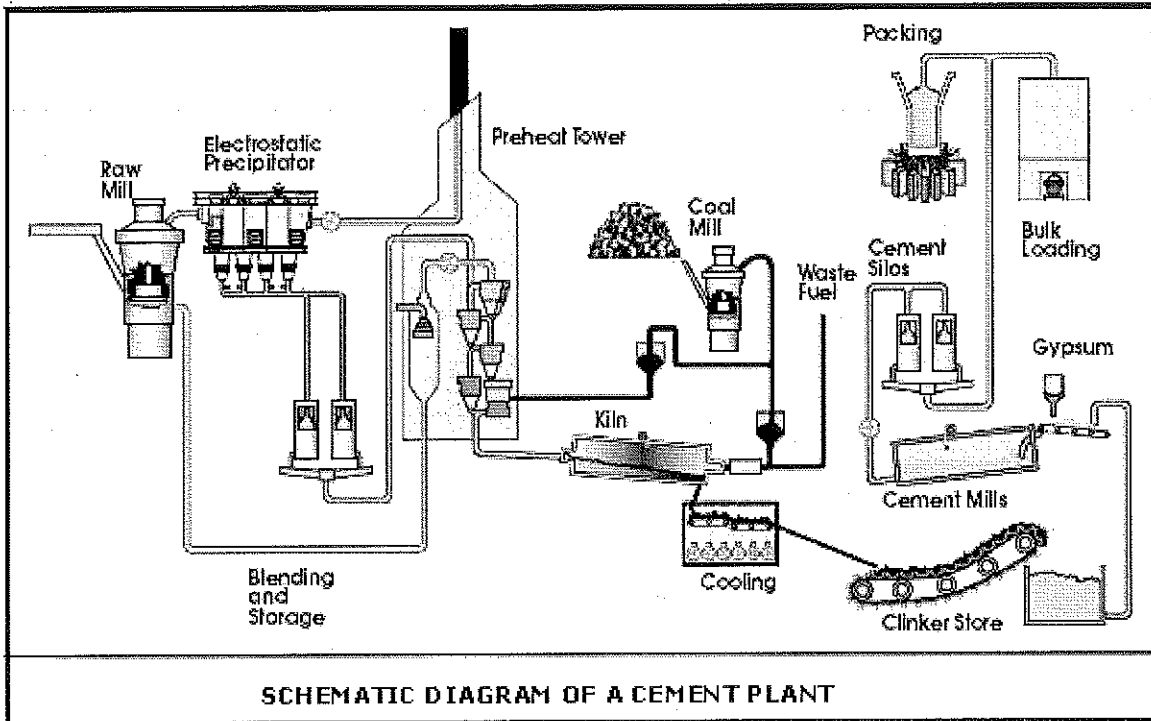 Packing
Electrostatic
Precipitator
Preheat Tower
Raw
Mill
Coal
Mill
Waste
Fuel
Cement
Silos
Bulk
Loading
Gypsum
Kiln
Cement Mills
Cooling
Blending
and
Storage
Clinker Store
SCHEMATIC DIAGRAM OF A CEMENT PLANT